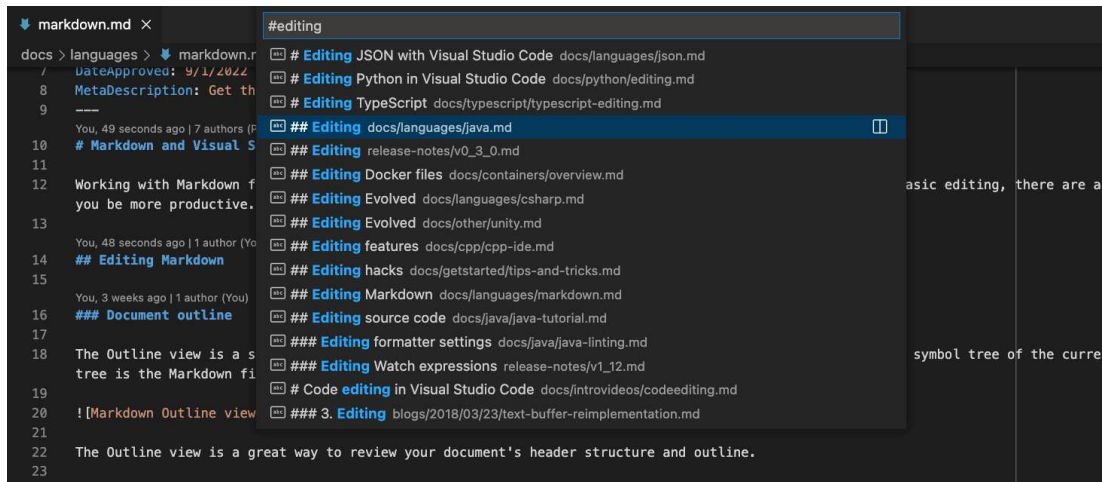 markdown.md
#editing
docs > languages > markdown.r
# Editing JSON with Visual Studio Code docs/languages/json.md
# Editing Python in Visual Studio Code docs/python/editing.md
# Editing TypeScript docs/typescript/typescript-editing.md
## Editing docs/languages/java.md
## Editing release-notes/v0_3_0.md
## Editing Docker files docs/containers/overview.md
## Editing Evolved docs/languages/csharp.md
## Editing Evolved docs/other/unity.md
## Editing features docs/cpp/cpp-ide.md
## Editing hacks docs/getstarted/tips-and-tricks.md
## Editing Markdown docs/languages/markdown.md
## Editing source code docs/java/java-tutorial.md
### Editing formatter settings docs/java/java-linting.md
### Editing Watch expressions release-notes/v1_12.md
# Code editing in Visual Studio Code docs/introvideos/codeediting.md
### 3. Editing blogs/2018/03/23/text-buffer-reimplementation.md
7 DateApproved: 9/1/2022
8 MetaDescription: Get th
9 ---
You, 49 seconds ago | 7 authors (P
10 # Markdown and Visual S
11
12 Working with Markdown f asic editing, there are a
you be more productive.
13
You, 48 seconds ago | 1 author (Yo
14 ## Editing Markdown
15
You, 3 weeks ago | 1 author (You)
16 ### Document outline
17
18 The Outline view is a s symbol tree of the curre
tree is the Markdown fi
19
20 ![Markdown Outline view
21
22 The Outline view is a great way to review your document's header structure and outline.
23